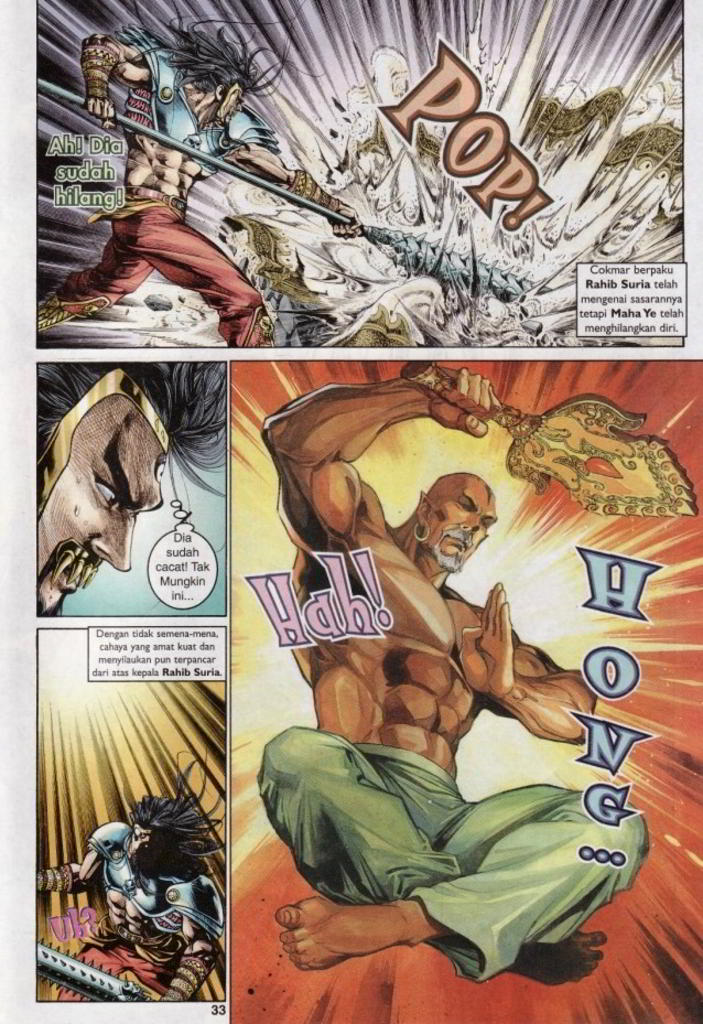 Ah! Dia
sudah
hilang!
POP!
Cokmar berpaku
Rahib Suria telah
mengenai sasarannya
tetapi Maha Ye telah
menghilangkan diri.
Dia
sudah
cacat! Tak
Mungkin
ini...
Dengan tidak semena-mena,
cahaya yang amat kuat dan
menyilaukan pun terpancar
dari atas kepala Rahib Suria.
Uh?
Hah!
HONG...
33